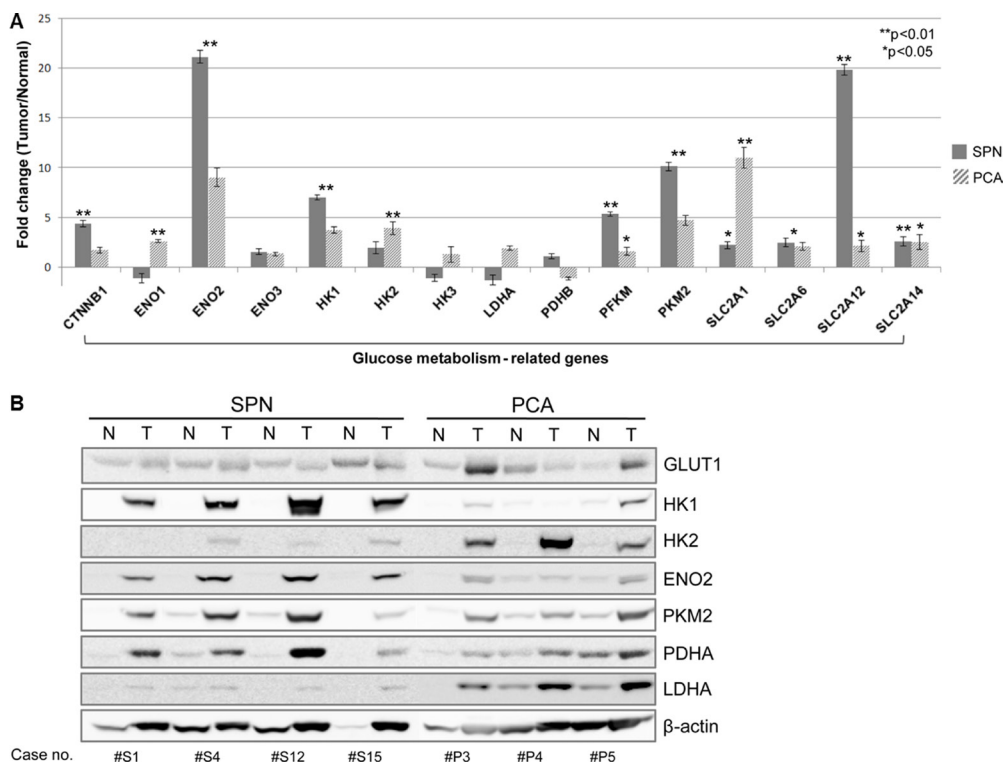 A
Fold change (Tumor/Normal)
25
20
15
10
5
0
** ** ** ** ** ** ** * ** * ** * ** * ** *
**p<0.01
*p<0.05
SPN
PCA
CTNNB1 ENO1 ENO2 ENO3 HK1 HK2 HK3 LDHA PDHB PFKM PKM2 SLC2A1 SLC2A6 SLC2A12 SLC2A14
Glucose metabolism - related genes
B
SPN PCA
N T N T N T N T N T N T N T
GLUT1
HK1
HK2
ENO2
PKM2
PDHA
LDHA
β-actin
Case no. #S1 #S4 #S12 #S15 #P3 #P4 #P5